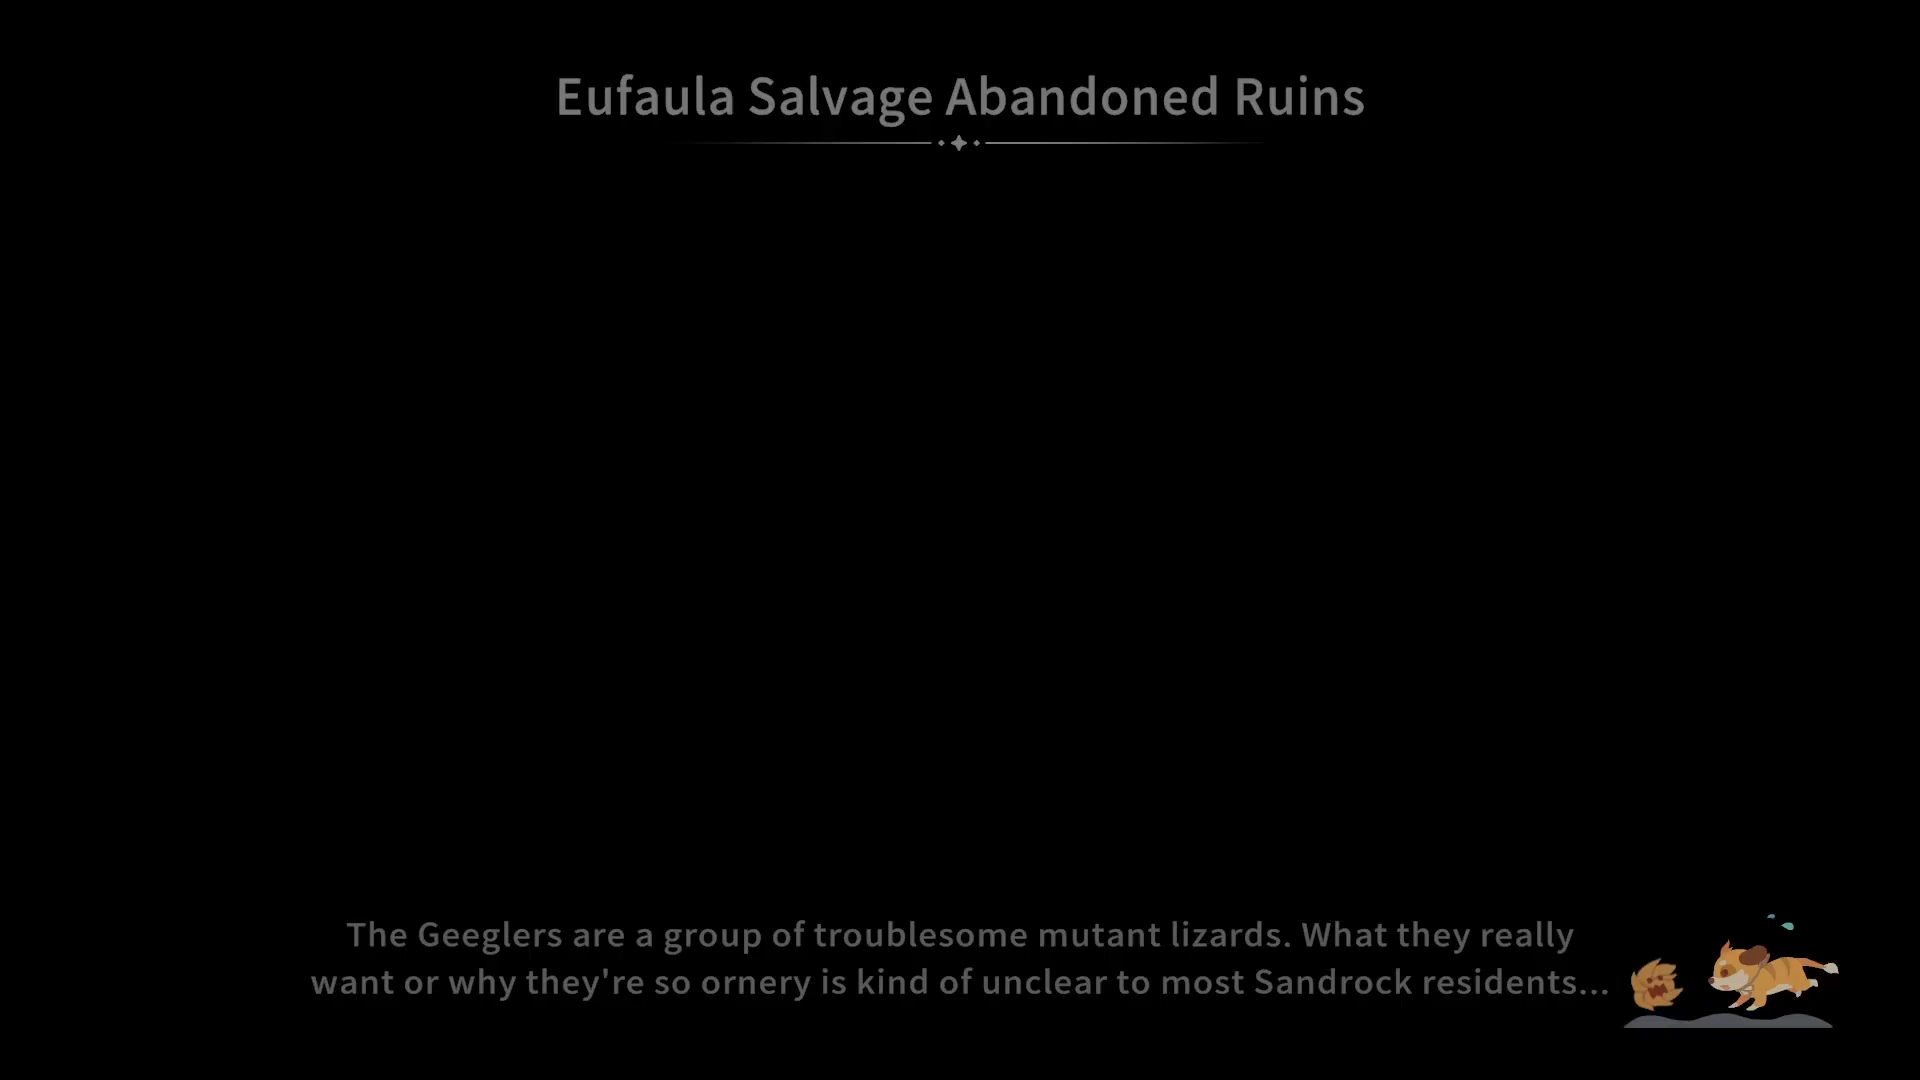 Eufaula Salvage Abandoned Ruins
The Geeglers are a group of troublesome mutant lizards. What they really
want or why they're so ornery is kind of unclear to most Sandrock residents...